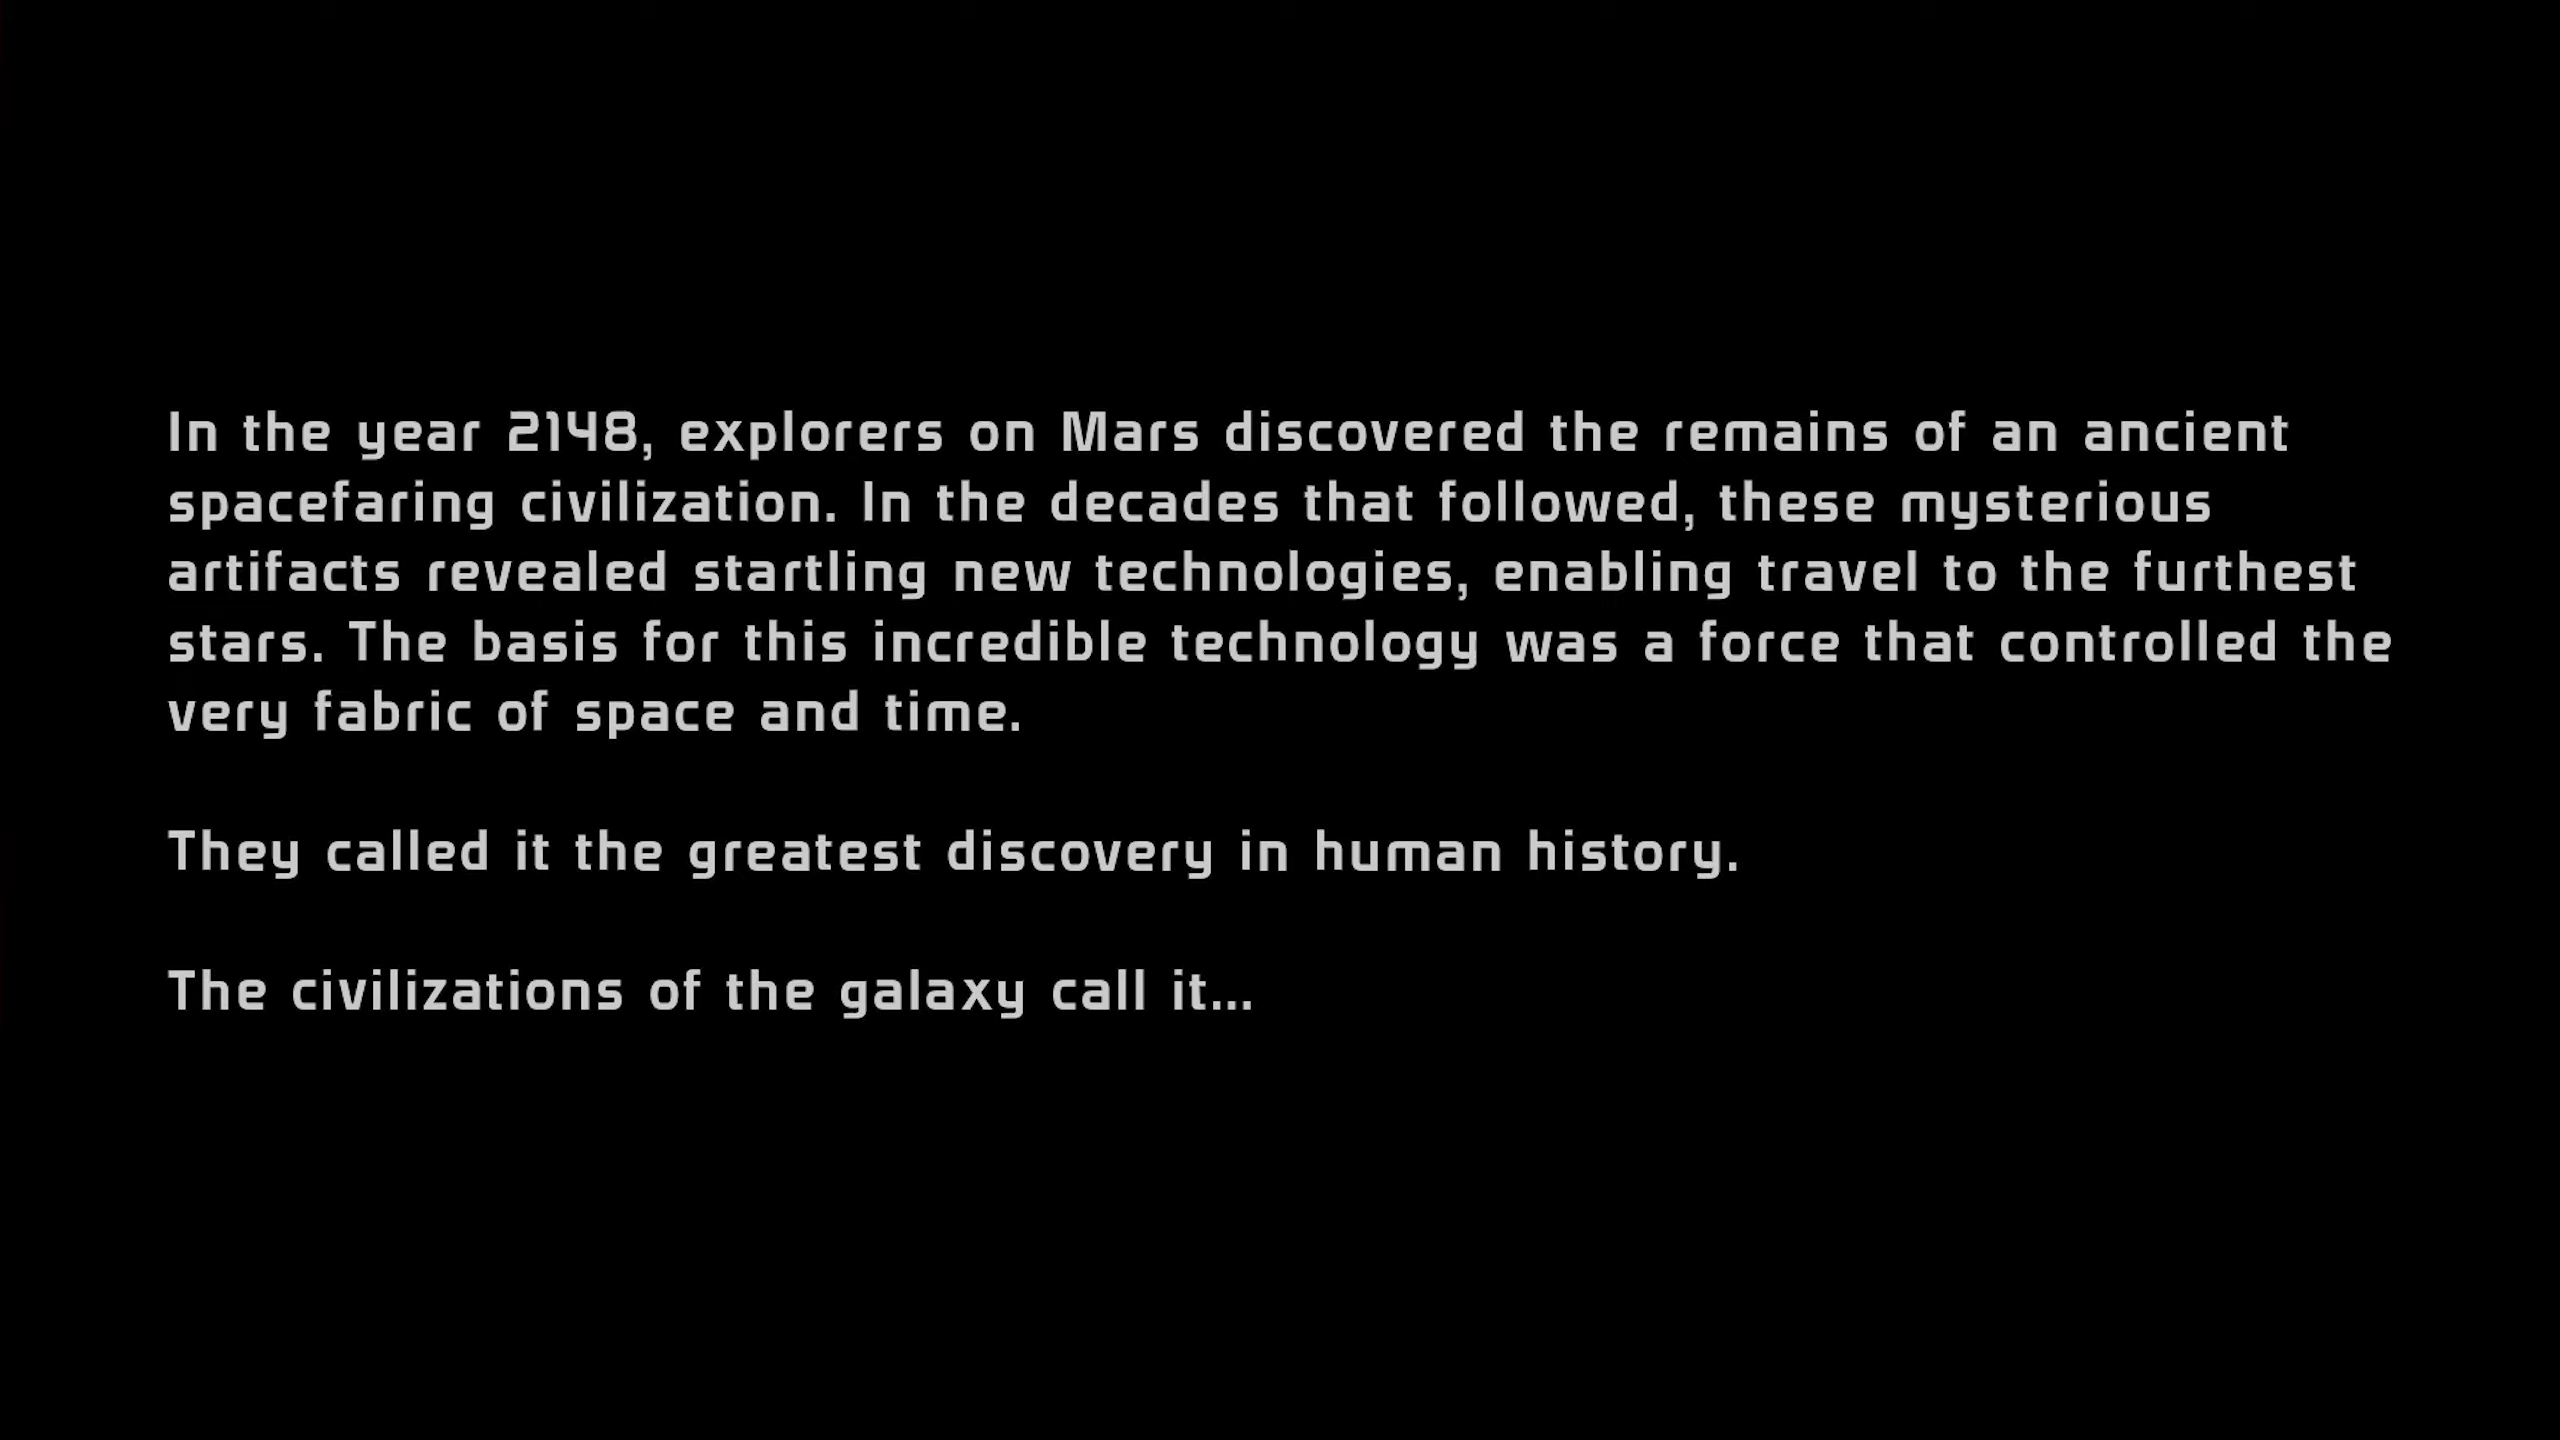 In the year 2148, explorers on Mars discovered the remains of an ancient
spacefaring civilization. In the decades that followed, these mysterious
artifacts revealed startling new technologies, enabling travel to the furthest
stars. The basis for this incredible technology was a force that controlled the
very fabric of space and time.
They called it the greatest discovery in human history.
The civilizations of the galaxy call it...